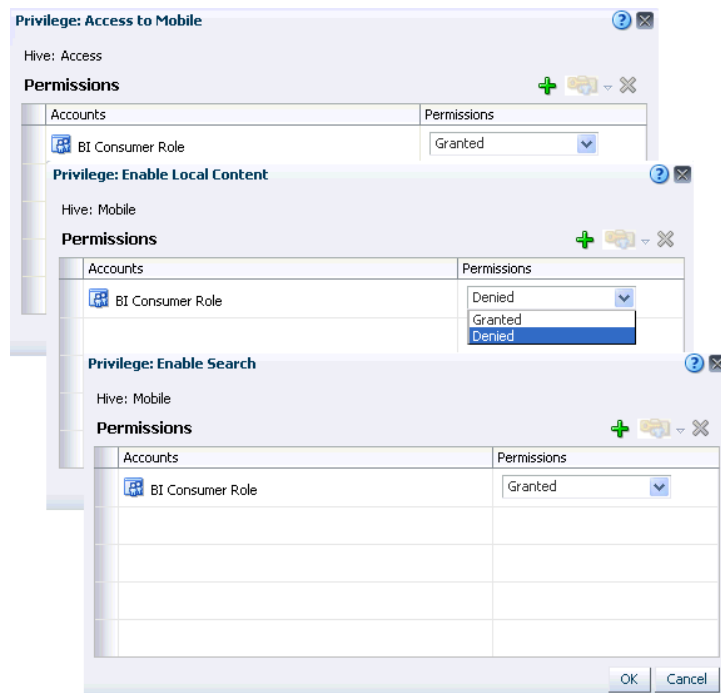 Privilege: Access to Mobile
Hive: Access
Permissions
Accounts Permissions
BI Consumer Role Granted
Privilege: Enable Local Content
Hive: Mobile
Permissions
Accounts Permissions
BI Consumer Role Denied
Granted
Denied
Privilege: Enable Search
Hive: Mobile
Permissions
Accounts Permissions
BI Consumer Role Granted
OK Cancel